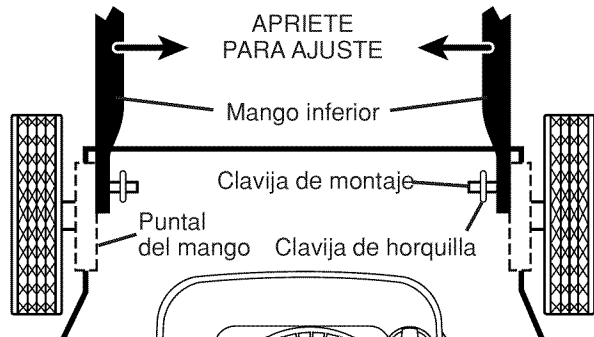 APRIETE
PARA AJUSTE
Mango inferior
Clavija de montaje
Puntal
del mango
Clavija de horquilla